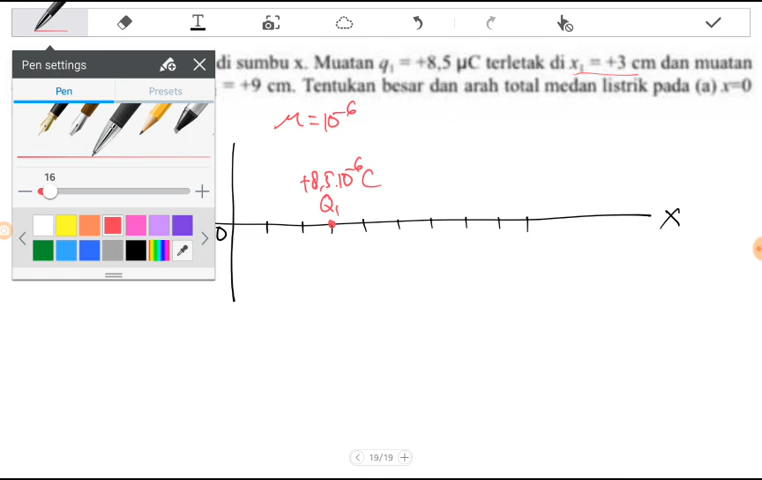 T
Pen settings
di sumbu x. Muatan q₁ = +8,5 μC terletak di x₁ = +3 cm dan muatan
Pen
Presets
= +9 cm. Tentukan besar dan arah total medan listrik pada (a) x=0
μ = 10⁻⁶
16
+8,5.10⁻⁶ C
Q₁
0
X
19/19